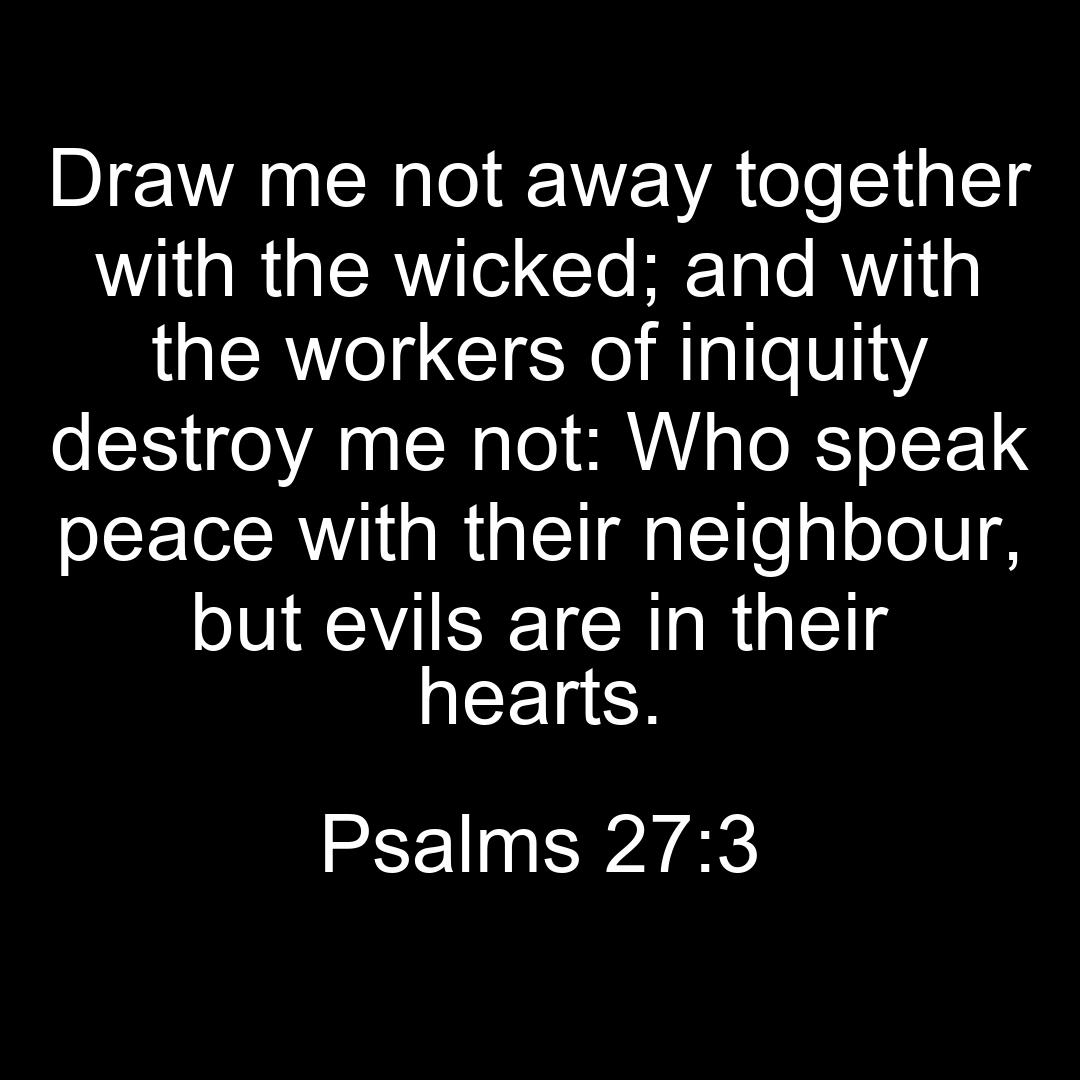 Draw me not away together
with the wicked; and with
the workers of iniquity
destroy me not: Who speak
peace with their neighbour,
but evils are in their
hearts.
Psalms 27:3